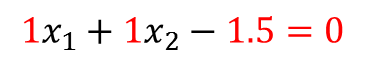 1x₁ + 1x₂ − 1.5 = 0